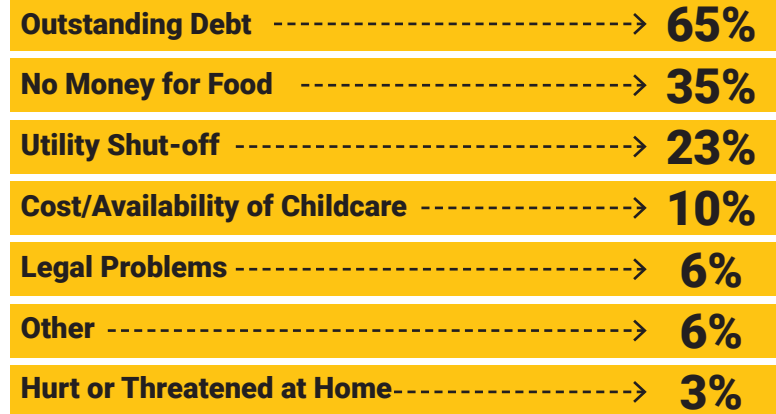 Outstanding Debt 65%
No Money for Food 35%
Utility Shut-off 23%
Cost/Availability of Childcare 10%
Legal Problems 6%
Other 6%
Hurt or Threatened at Home 3%